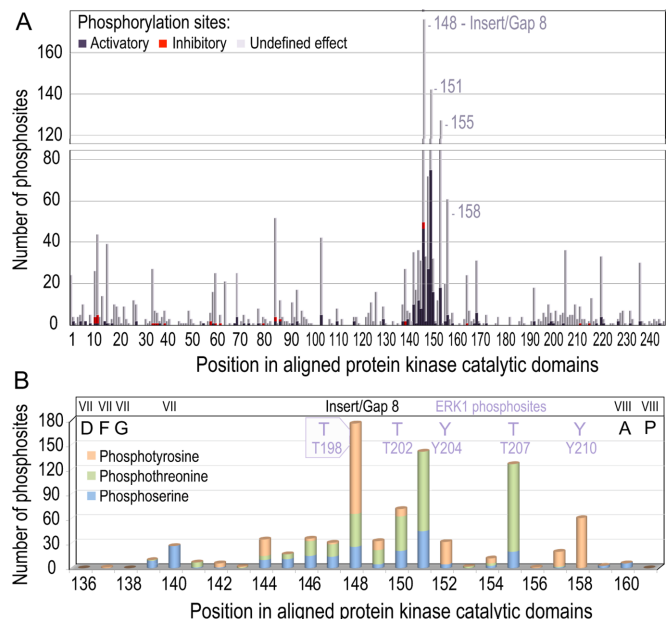 A
Phosphorylation sites:
Activatory Inhibitory Undefined effect
148 - Insert/Gap 8
151
155
158
Number of phosphosites
160
140
120
80
60
40
20
0
1 10 20 30 40 50 60 70 80 90 100 110 120 130 140 150 160 170 180 190 200 210 220 230 240
Position in aligned protein kinase catalytic domains
B
VII VII VII VII Insert/Gap 8 ERK1 phosphosites VIII VIII
D F G T T Y T Y A P
T198 T202 Y204 T207 Y210
Phosphotyrosine
Phosphothreonine
Phosphoserine
Number of phosphosites
180
150
120
90
60
30
0
136 138 140 142 144 146 148 150 152 154 156 158 160
Position in aligned protein kinase catalytic domains